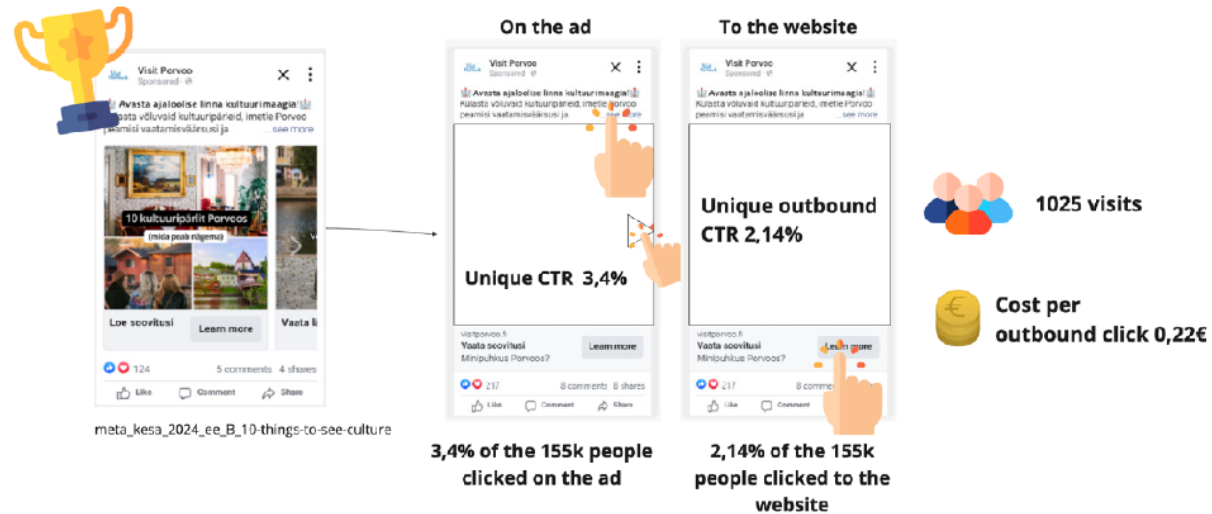 On the ad
To the website
Visit Porvoo
Sponsored
Avasta ajaloolise linna kultuurimaagia!
Külasta võluvaid kultuuripärleid, imetle Porvoo
peamisi vaatamisväärsusi ja ...see more
10 kultuuripärlit Porvoos
(mida peab nägema)
Loe soovitusi
Learn more
Vaata
124
5 comments 4 shares
Like Comment Share
meta_kesa_2024_ee_B_10-things-to-see-culture
Visit Porvoo
Sponsored
Avasta ajaloolise linna kultuurimaagia!
Külasta võluvaid kultuuripärleid, imetle Porvoo
peamisi vaatamisväärsusi ja ...see more
Unique CTR 3,4%
visitporvoo.fi
Vaata soovitusi
Minipuhkus Porvoos?
Learn more
217
8 comments 8 shares
Like Comment Share
3,4% of the 155k people
clicked on the ad
Visit Porvoo
Sponsored
Avasta ajaloolise linna kultuurimaagia!
Külasta võluvaid kultuuripärleid, imetle Porvoo
peamisi vaatamisväärsusi ja ...see more
Unique outbound
CTR 2,14%
visitporvoo.fi
Vaata soovitusi
Minipuhkus Porvoos?
Learn more
217
Like Comment
2,14% of the 155k
people clicked to the
website
1025 visits
Cost per
outbound click 0,22€